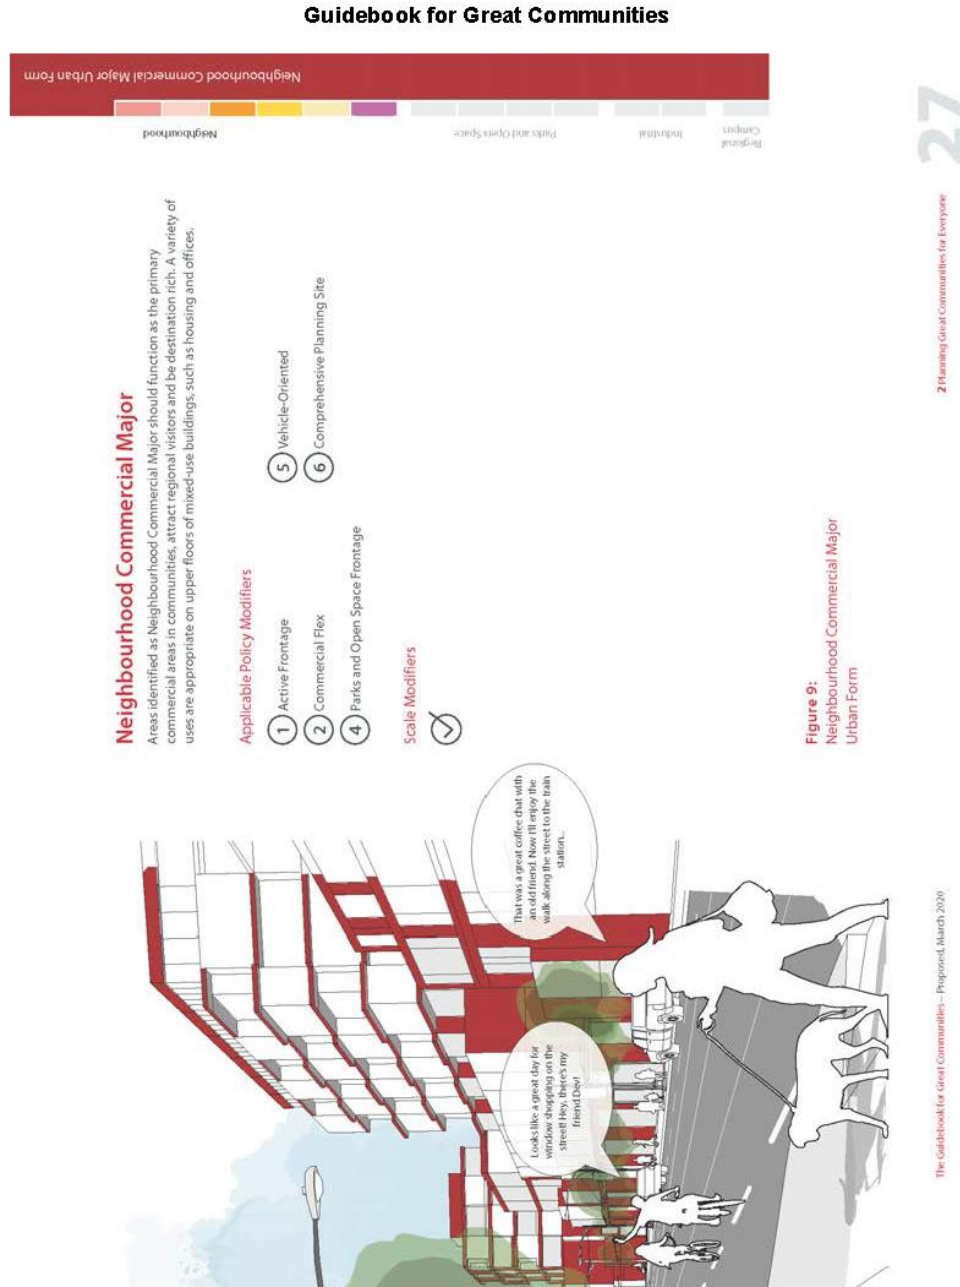 Guidebook for Great Communities
Neighbourhood Commercial Major Urban Form
Neighbourhood
Parks and Open Space
Industrial
Regional
Campus
Neighbourhood Commercial Major
Areas identified as Neighbourhood Commercial Major should function as the primary
commercial areas in communities, attract regional visitors and be destination rich. A variety of
uses are appropriate on upper floors of mixed-use buildings, such as housing and offices.
Applicable Policy Modifiers
1 Active Frontage
2 Commercial Flex
4 Parks and Open Space Frontage
5 Vehicle-Oriented
6 Comprehensive Planning Site
Scale Modifiers
Looks like a great day for
window shopping on the
street! Hey, there's my
friend Dev!
That was a great coffee chat with
an old friend. Now I'll enjoy the
walk along the street to the train
station...
Figure 9:
Neighbourhood Commercial Major
Urban Form
The Guidebook for Great Communities – Proposed, March 2020
2 Planning Great Communities for Everyone
27